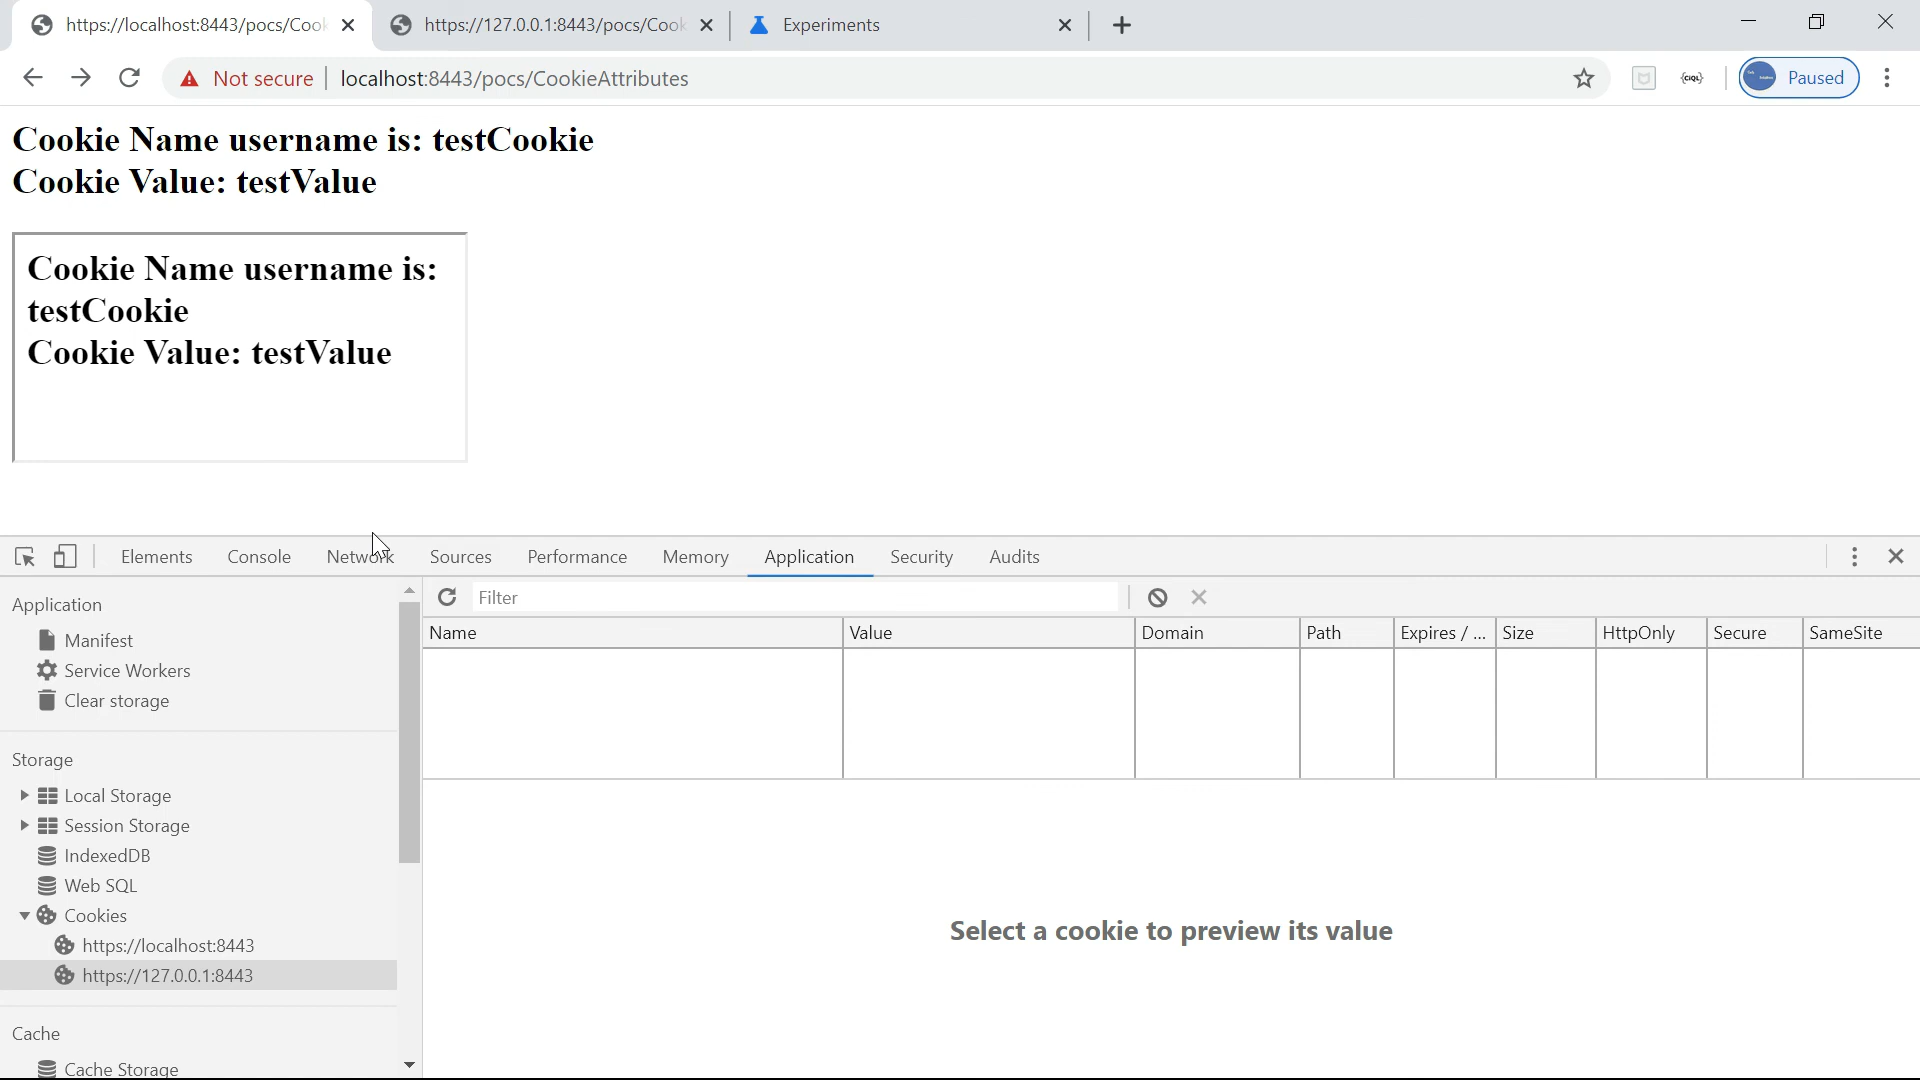 https://localhost:8443/pocs/Cook
https://127.0.0.1:8443/pocs/Cook
Experiments
Not secure
localhost:8443/pocs/CookieAttributes
CIQL
Paused
Cookie Name username is: testCookie
Cookie Value: testValue
Cookie Name username is:
testCookie
Cookie Value: testValue
Elements Console Network Sources Performance Memory Application Security Audits
Application
Manifest
Service Workers
Clear storage
Storage
Local Storage
Session Storage
IndexedDB
Web SQL
Cookies
https://localhost:8443
https://127.0.0.1:8443
Cache
Cache Storage
Filter
Name Value Domain Path Expires / ... Size HttpOnly Secure SameSite
Select a cookie to preview its value